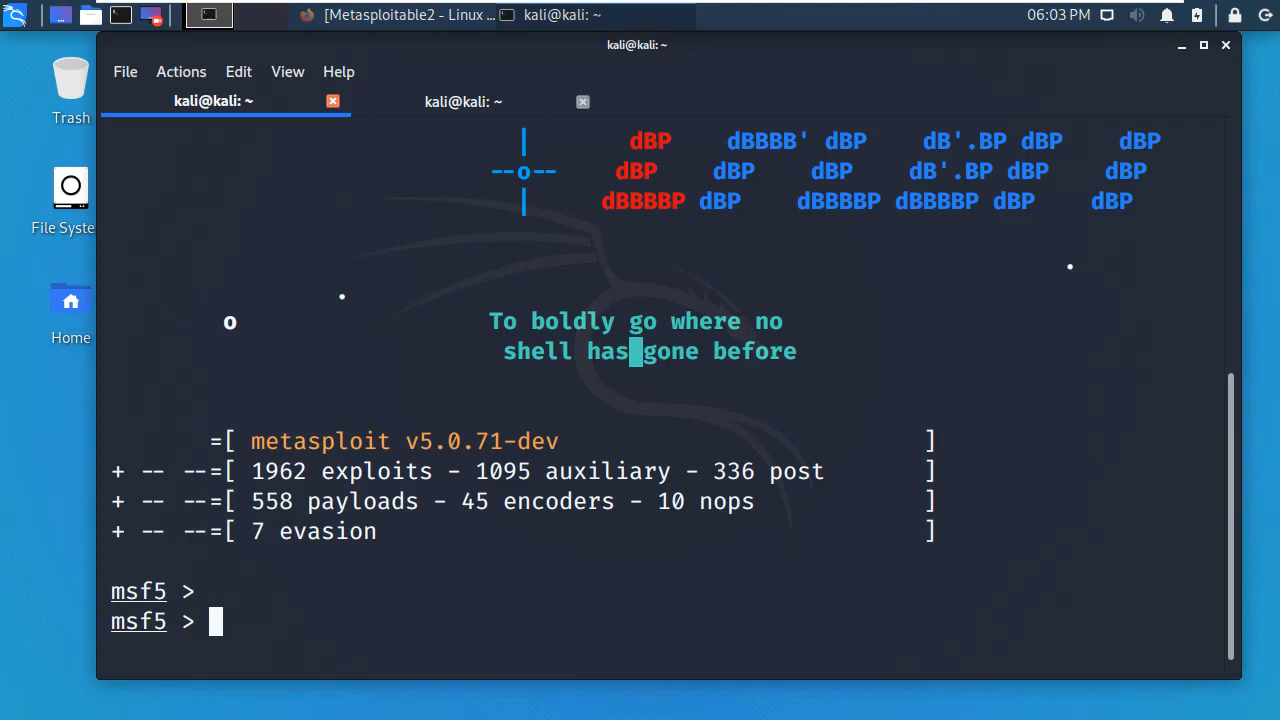 [Metasploitable2 - Linux ...
kali@kali: ~
06:03 PM
kali@kali: ~
File Actions Edit View Help
kali@kali: ~
kali@kali: ~
Trash
File Syste
Home
| dBP dBBBB' dBP dB'.BP dBP dBP
--o-- dBP dBP dBP dB'.BP dBP dBP
| dBBBBP dBP dBBBBP dBBBBP dBP dBP
.
.
o To boldly go where no
shell has gone before
=[ metasploit v5.0.71-dev ]
+ -- --=[ 1962 exploits - 1095 auxiliary - 336 post ]
+ -- --=[ 558 payloads - 45 encoders - 10 nops ]
+ -- --=[ 7 evasion ]
msf5 >
msf5 >